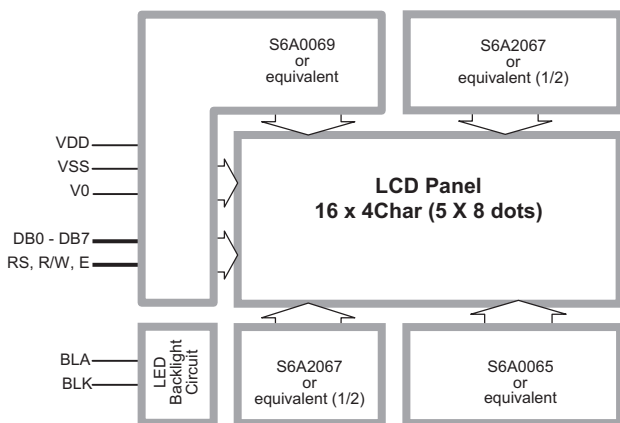 S6A0069
or
equivalent
S6A2067
or
equivalent (1/2)
VDD
VSS
V0
DB0 - DB7
RS, R/W, E
LCD Panel
16 x 4Char (5 X 8 dots)
BLA
BLK
LED
Backlight
Circuit
S6A2067
or
equivalent (1/2)
S6A0065
or
equivalent